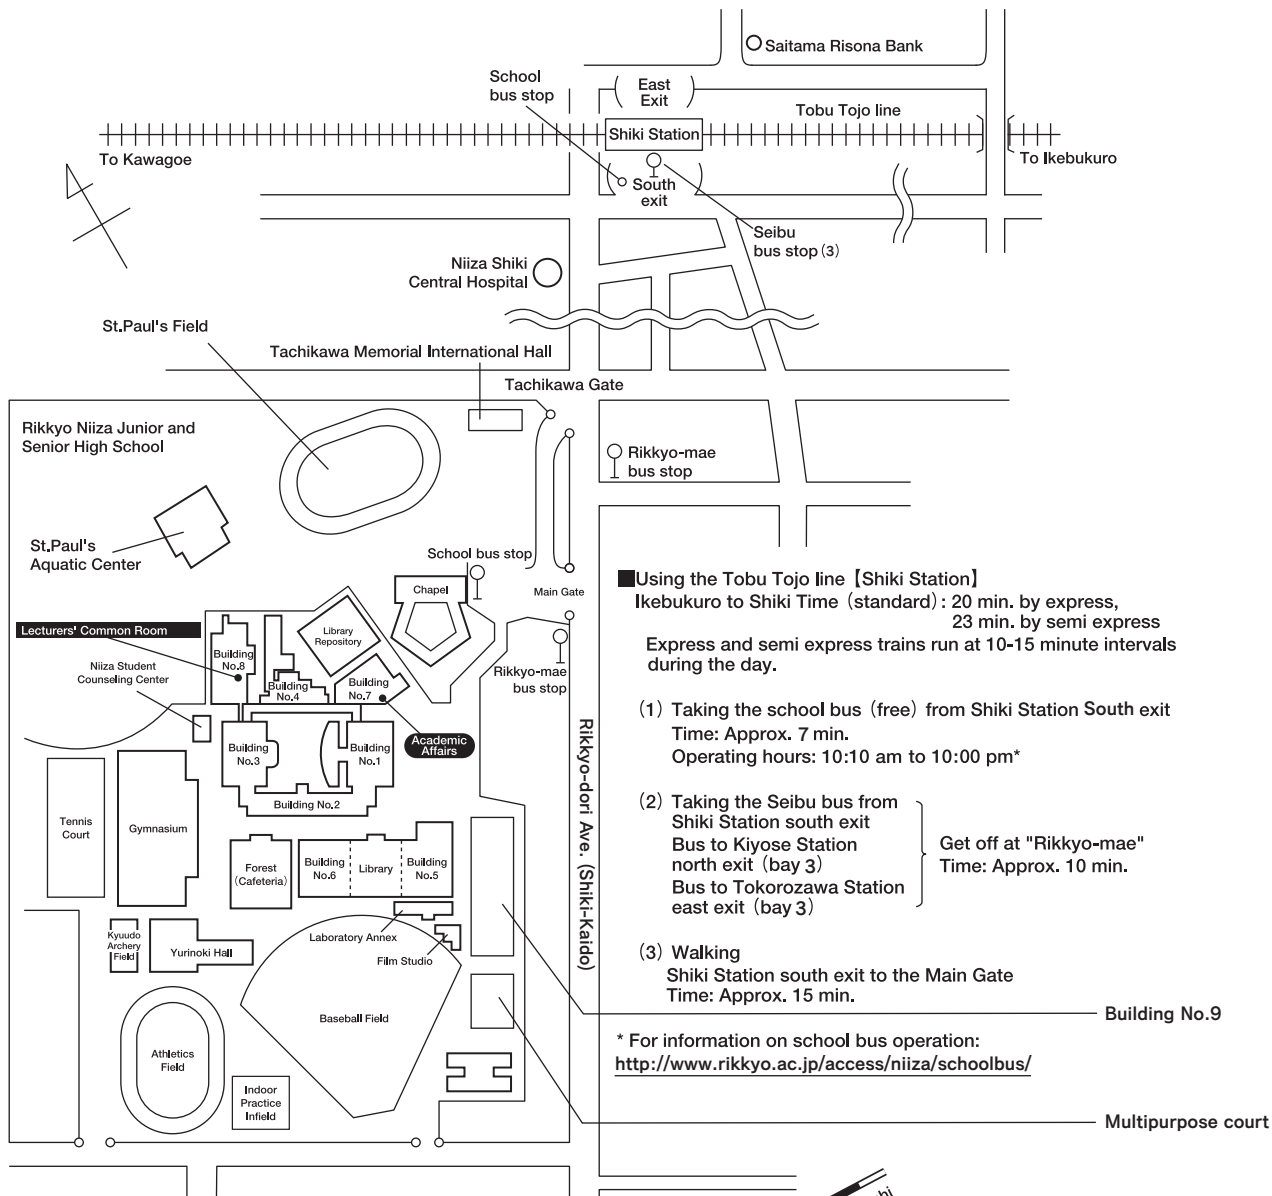 Saitama Risona Bank
School
bus stop
East
Exit
Tobu Tojo line
Shiki Station
To Kawagoe
To Ikebukuro
South
exit
Seibu
bus stop (3)
Niiza Shiki
Central Hospital
St.Paul's Field
Tachikawa Memorial International Hall
Tachikawa Gate
Rikkyo Niiza Junior and
Senior High School
Rikkyo-mae
bus stop
St.Paul's
Aquatic Center
School bus stop
Chapel
Main Gate
Library
Repository
Lecturers' Common Room
Building
No.8
Niiza Student
Counseling Center
Building
No.4
Building
No.7
Rikkyo-mae
bus stop
Academic
Affairs
Building
No.3
Building
No.1
Building No.2
Rikkyo-dori Ave. (Shiki-Kaido)
Tennis
Court
Gymnasium
Forest
(Cafeteria)
Building
No.6
Library
Building
No.5
Kyuudo
Archery
Field
Yurinoki Hall
Laboratory Annex
Film Studio
Baseball Field
Athletics
Field
Indoor
Practice
Infield
■Using the Tobu Tojo line【Shiki Station】
Ikebukuro to Shiki Time (standard) : 20 min. by express,
23 min. by semi express
Express and semi express trains run at 10-15 minute intervals
during the day.
(1) Taking the school bus (free) from Shiki Station South exit
Time: Approx. 7 min.
Operating hours: 10:10 am to 10:00 pm*
(2) Taking the Seibu bus from
Shiki Station south exit
Bus to Kiyose Station
north exit (bay 3)
Bus to Tokorozawa Station
east exit (bay 3)
Get off at "Rikkyo-mae"
Time: Approx. 10 min.
(3) Walking
Shiki Station south exit to the Main Gate
Time: Approx. 15 min.
Building No.9
* For information on school bus operation:
http://www.rikkyo.ac.jp/access/niiza/schoolbus/
Multipurpose court